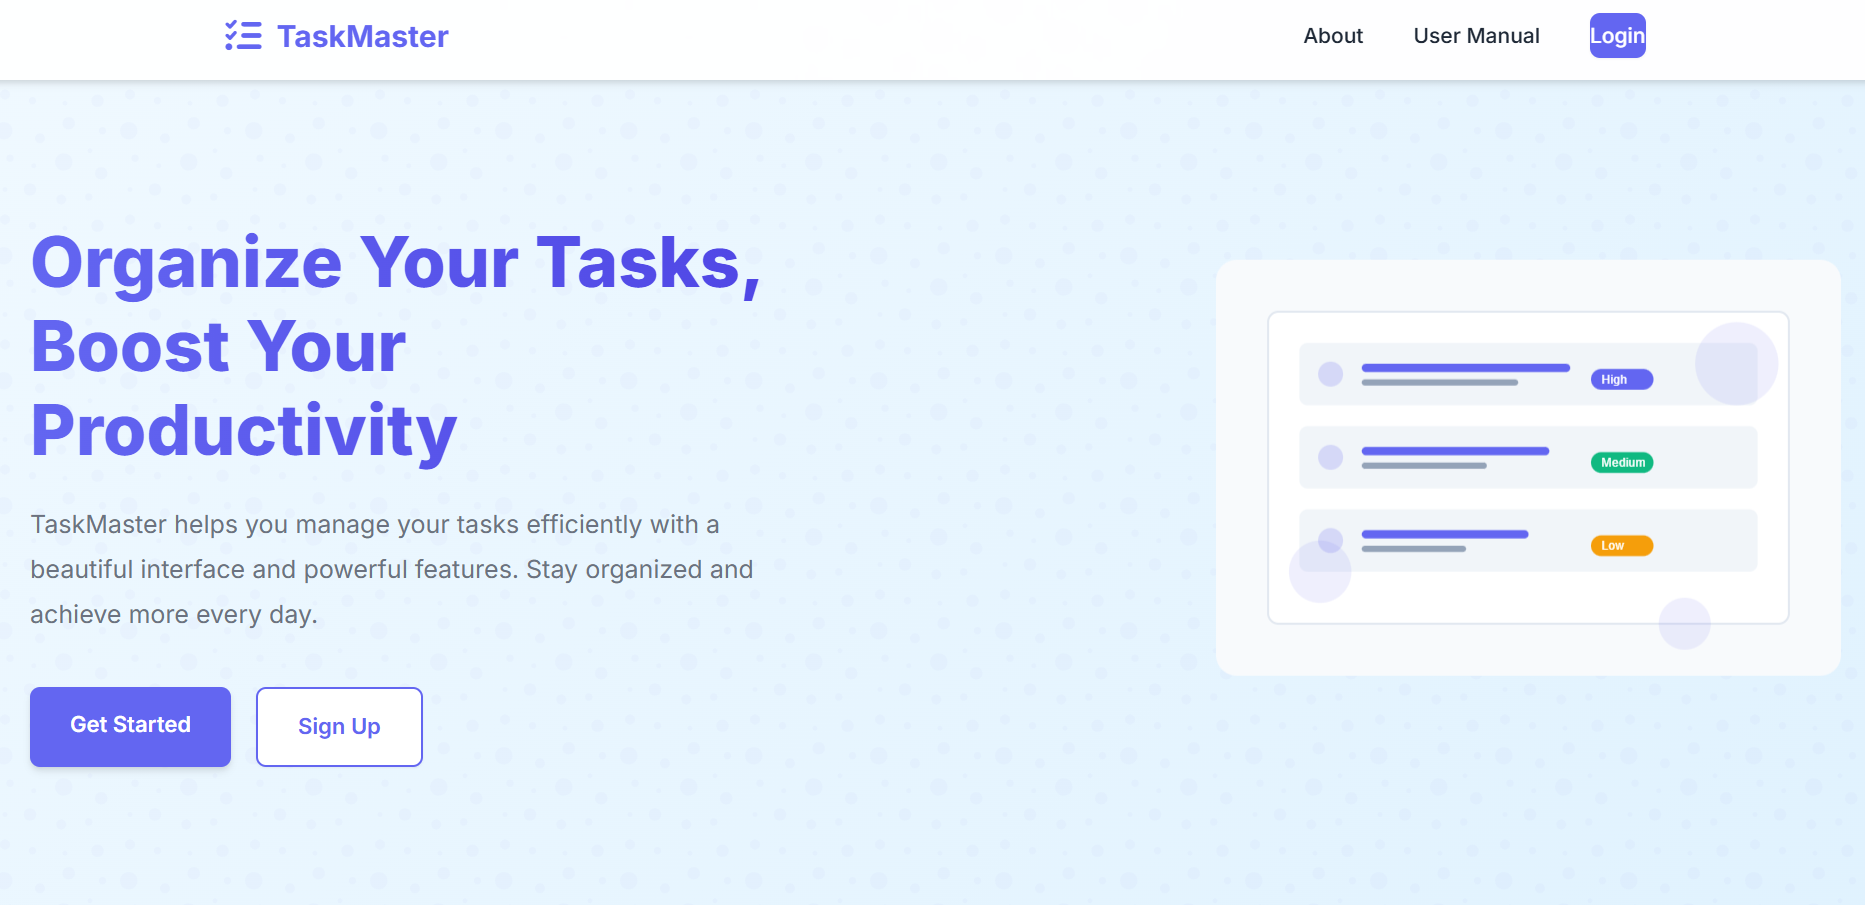 TaskMaster
About
User Manual
Login
Organize Your Tasks,
Boost Your
Productivity
TaskMaster helps you manage your tasks efficiently with a
beautiful interface and powerful features. Stay organized and
achieve more every day.
Get Started
Sign Up
High
Medium
Low